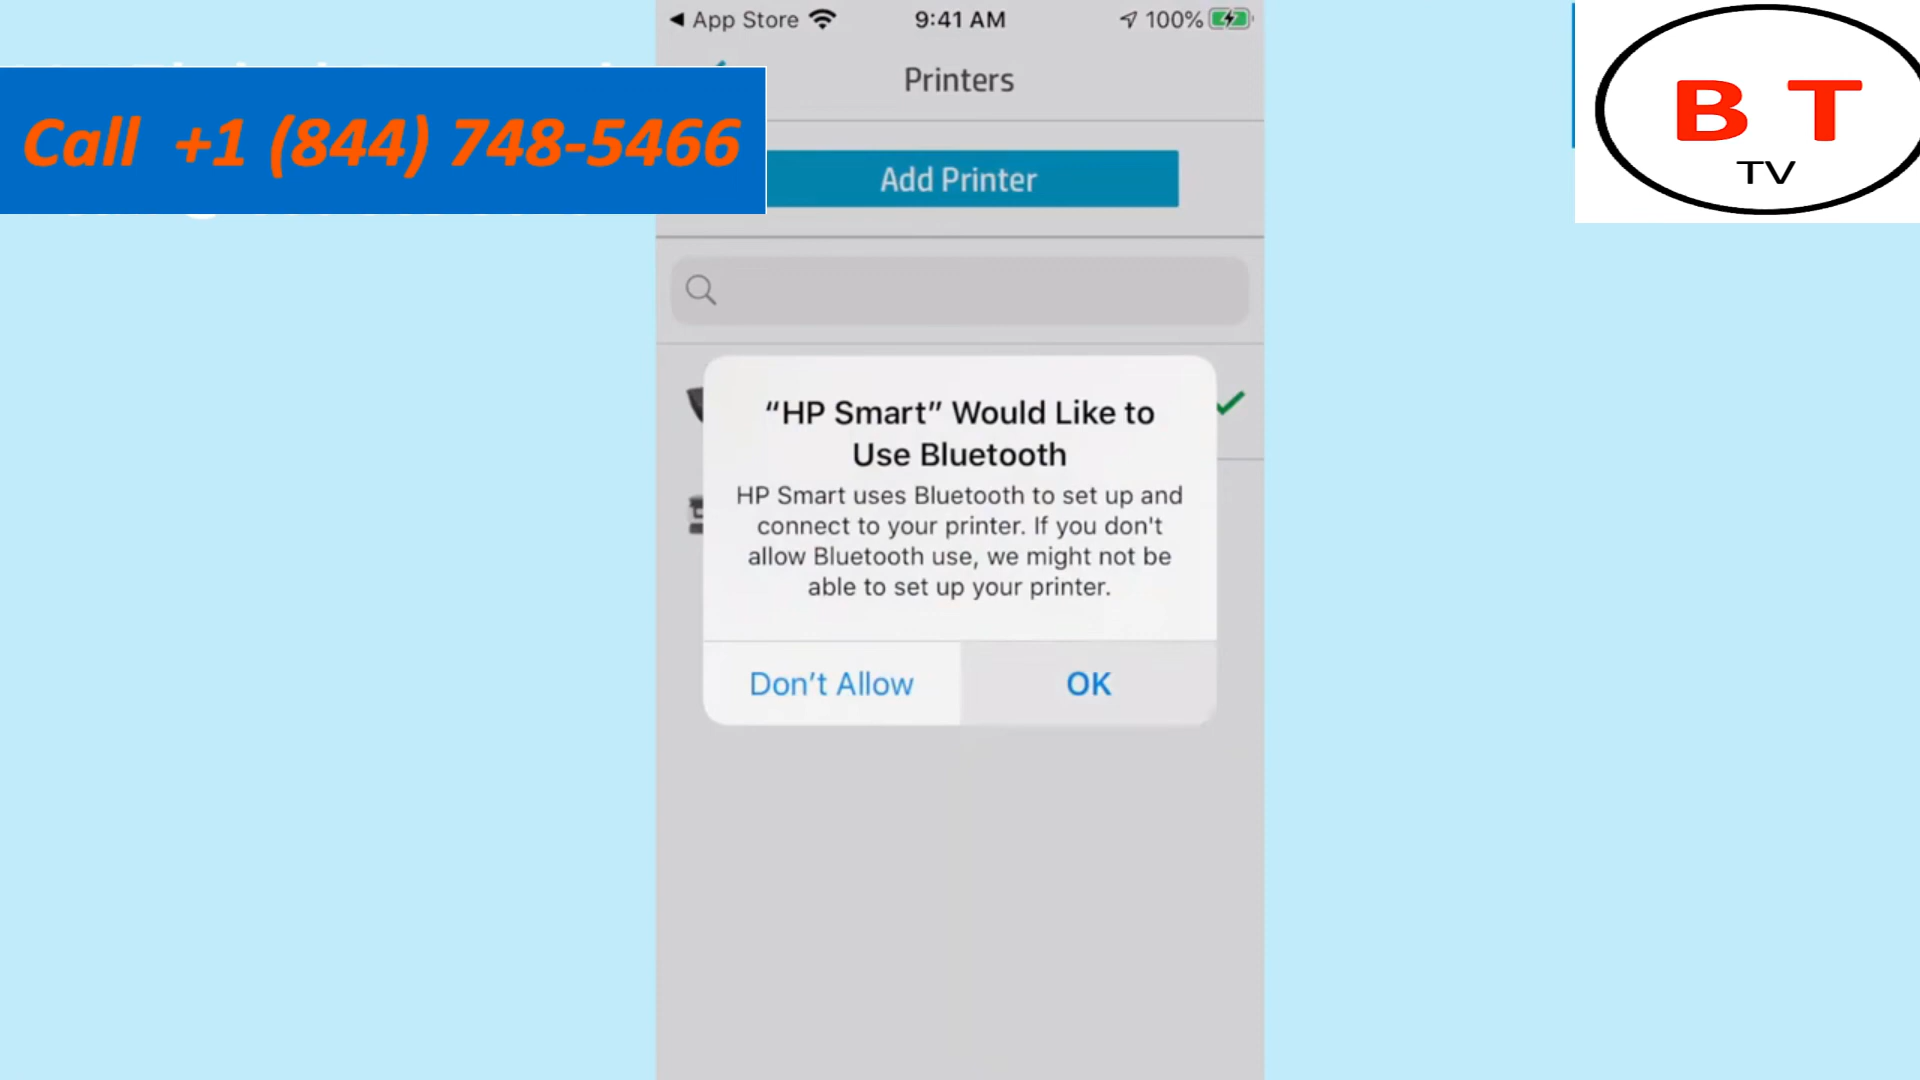 App Store
9:41 AM
100%
Printers
Call +1 (844) 748-5466
B T
TV
Add Printer
“HP Smart” Would Like to
Use Bluetooth
HP Smart uses Bluetooth to set up and
connect to your printer. If you don't
allow Bluetooth use, we might not be
able to set up your printer.
Don’t Allow
OK